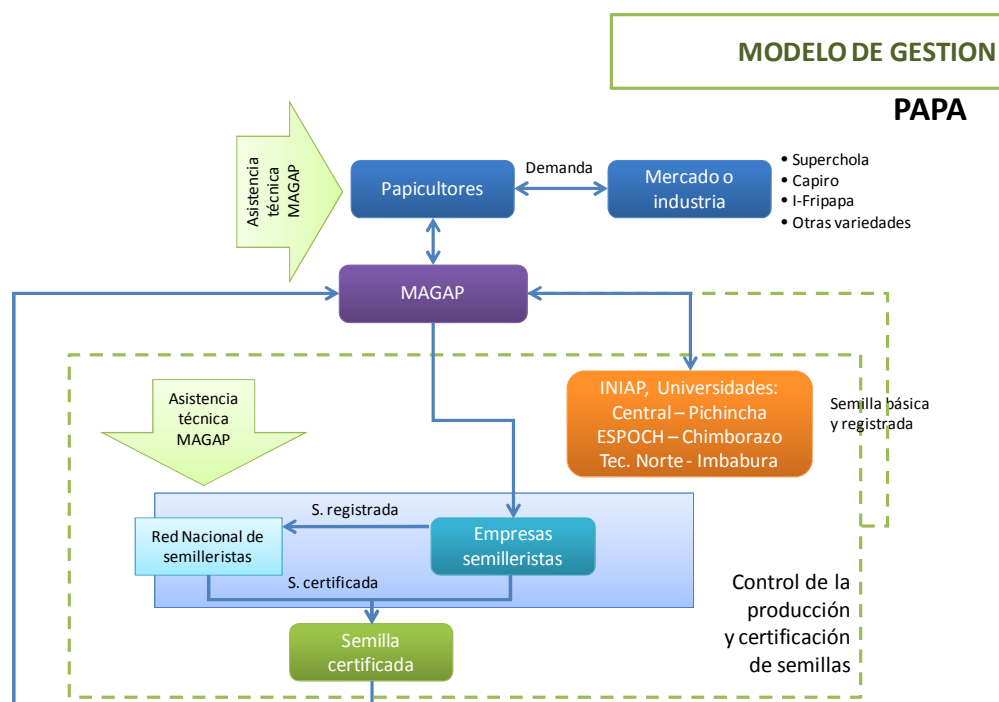 MODELO DE GESTION
PAPA
Asistencia
técnica
MAGAP
Papicultores
Demanda
Mercado o
industria
• Superchola
• Capiro
• I-Fripapa
• Otras variedades
MAGAP
INIAP, Universidades:
Central – Pichincha
ESPOCH – Chimborazo
Tec. Norte - Imbabura
Semilla básica
y registrada
Asistencia
técnica
MAGAP
S. registrada
Red Nacional de
semilleristas
Empresas
semilleristas
S. certificada
Control de la
producción
y certificación
de semillas
Semilla
certificada